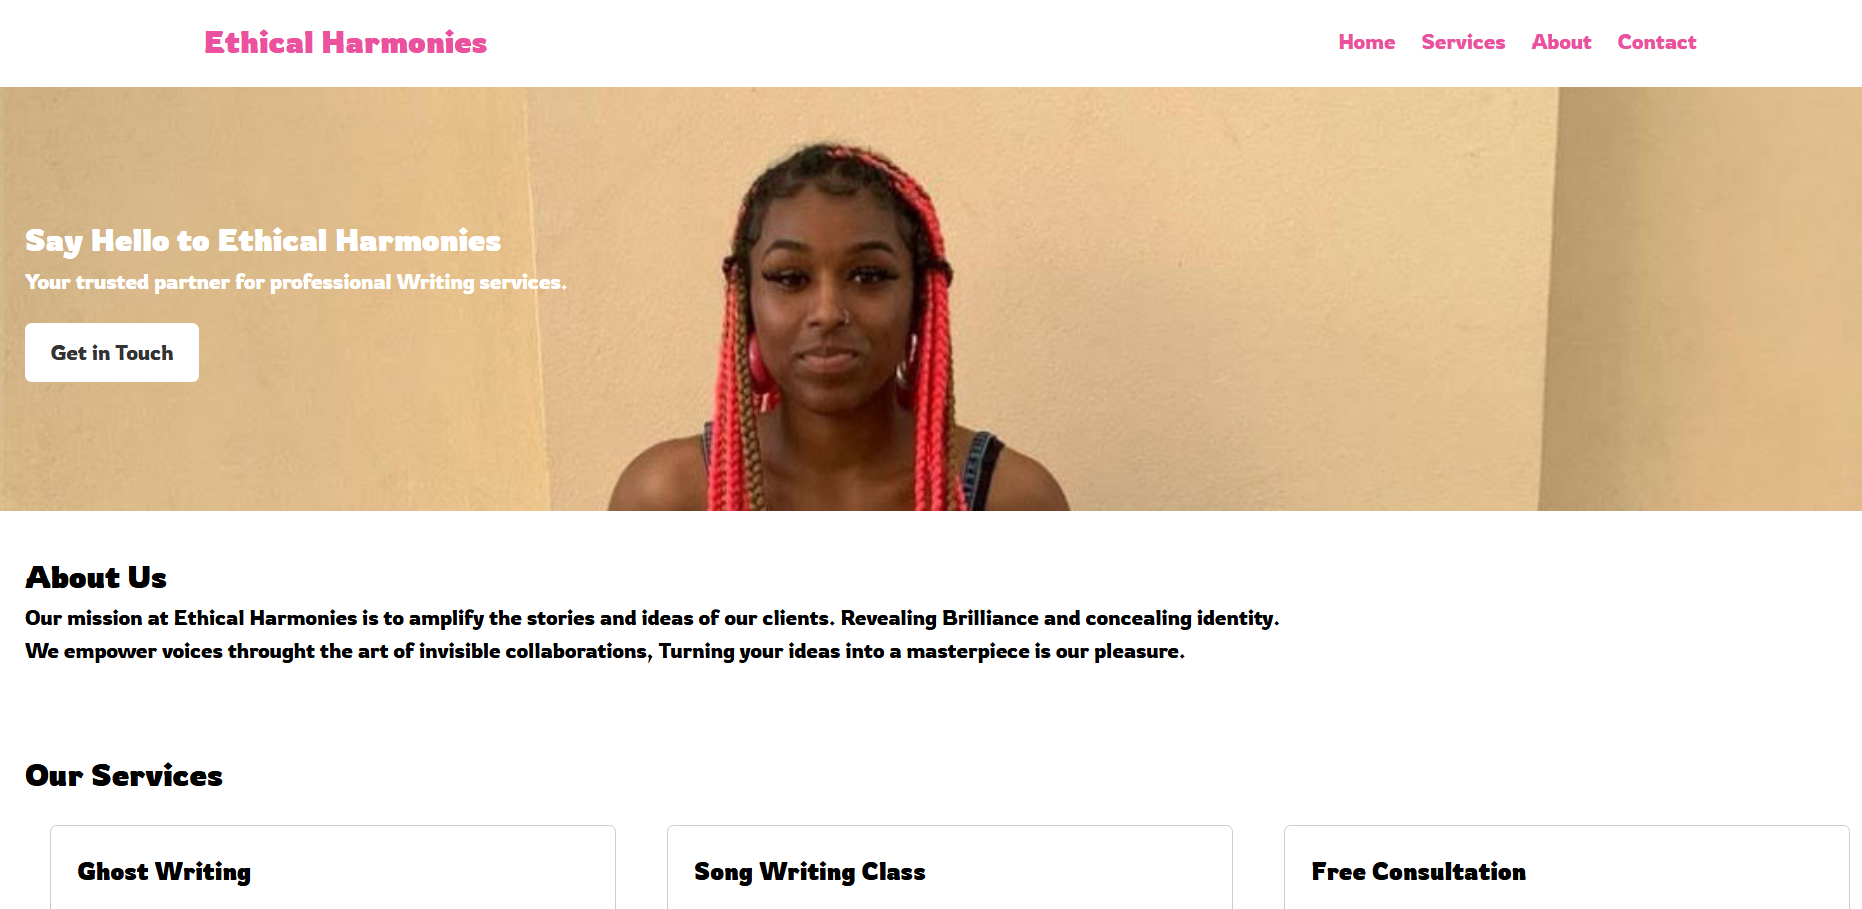 Ethical Harmonies
Home Services About Contact
Say Hello to Ethical Harmonies
Your trusted partner for professional Writing services.
Get in Touch
About Us
Our mission at Ethical Harmonies is to amplify the stories and ideas of our clients. Revealing Brilliance and concealing identity.
We empower voices throught the art of invisible collaborations, Turning your ideas into a masterpiece is our pleasure.
Our Services
Ghost Writing
Song Writing Class
Free Consultation